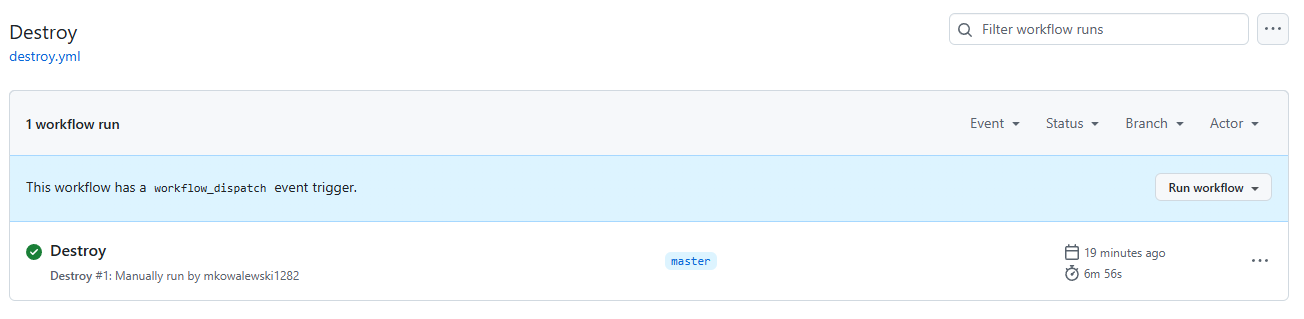 Destroy
destroy.yml
Filter workflow runs
1 workflow run
Event
Status
Branch
Actor
This workflow has a workflow_dispatch event trigger.
Run workflow
Destroy
Destroy #1: Manually run by mkowalewski1282
master
19 minutes ago
6m 56s